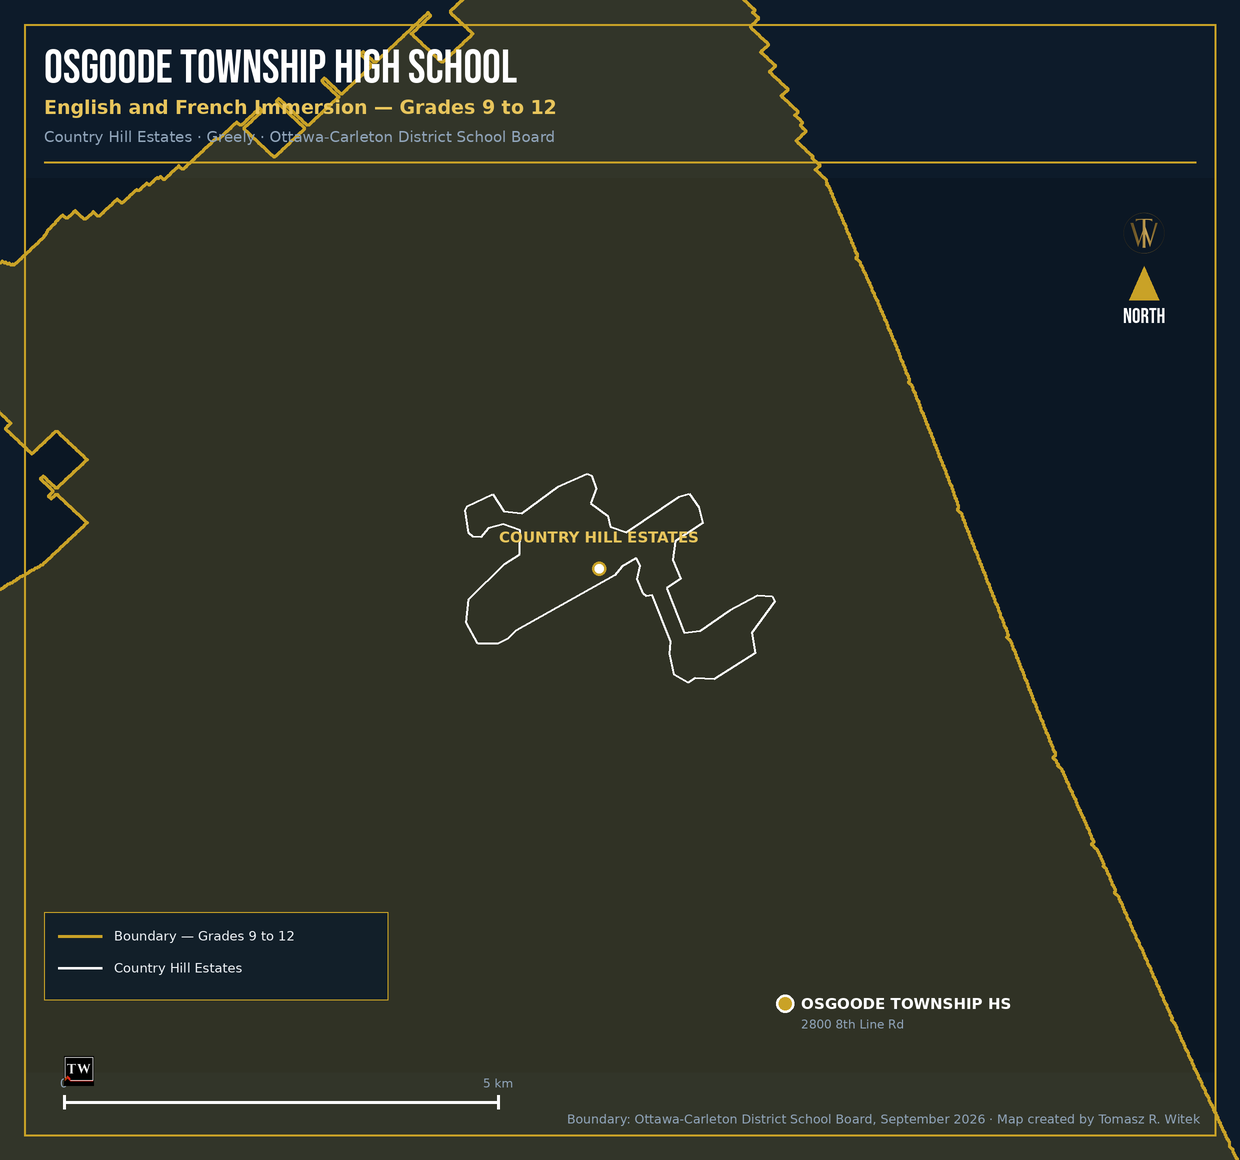 OSGOODE TOWNSHIP HIGH SCHOOL
English and French Immersion — Grades 9 to 12
Country Hill Estates · Greely · Ottawa-Carleton District School Board
TW
NORTH
COUNTRY HILL ESTATES
Boundary — Grades 9 to 12
Country Hill Estates
OSGOODE TOWNSHIP HS
2800 8th Line Rd
TW
0 5 km
Boundary: Ottawa-Carleton District School Board, September 2026 · Map created by Tomasz R. Witek